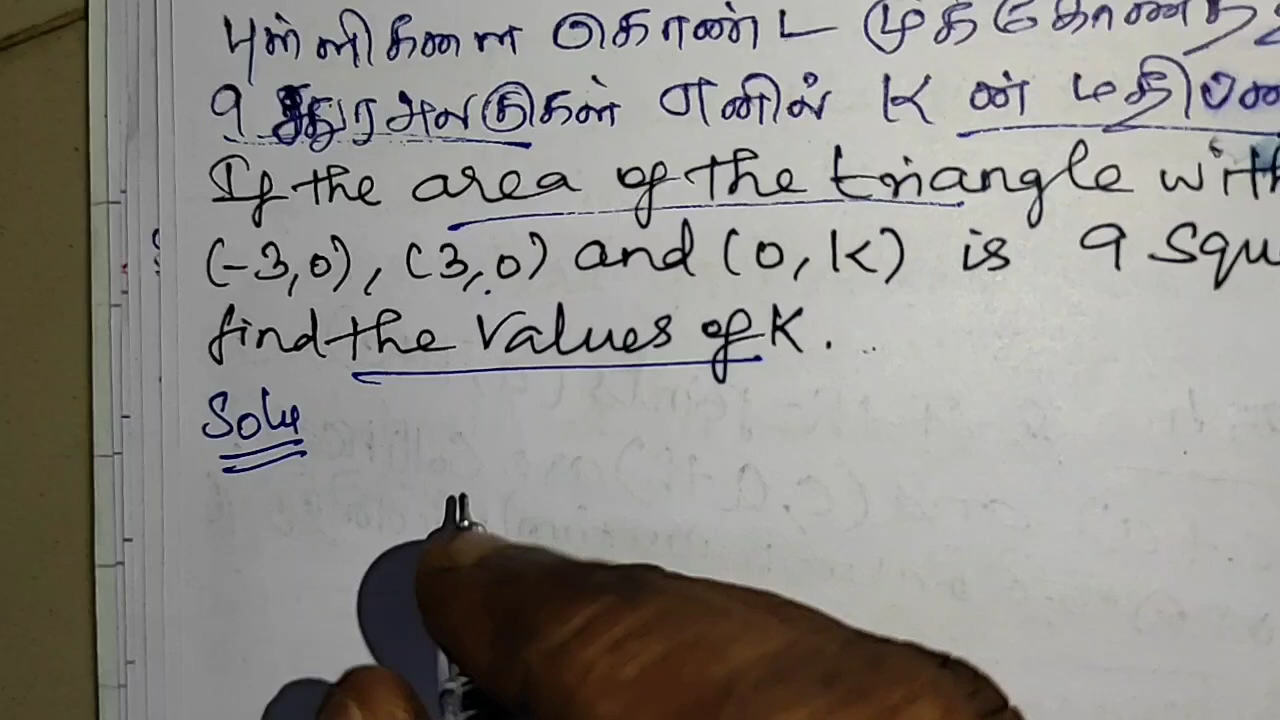 புள்ளிகளை கொண்ட முக்கோணத்
9 சதுர அலகுகள் எனில் K ன் மதிப்பை
If the area of the triangle with
(-3,0), (3,0) and (0, K) is 9 squ
find the values of K.
Soln